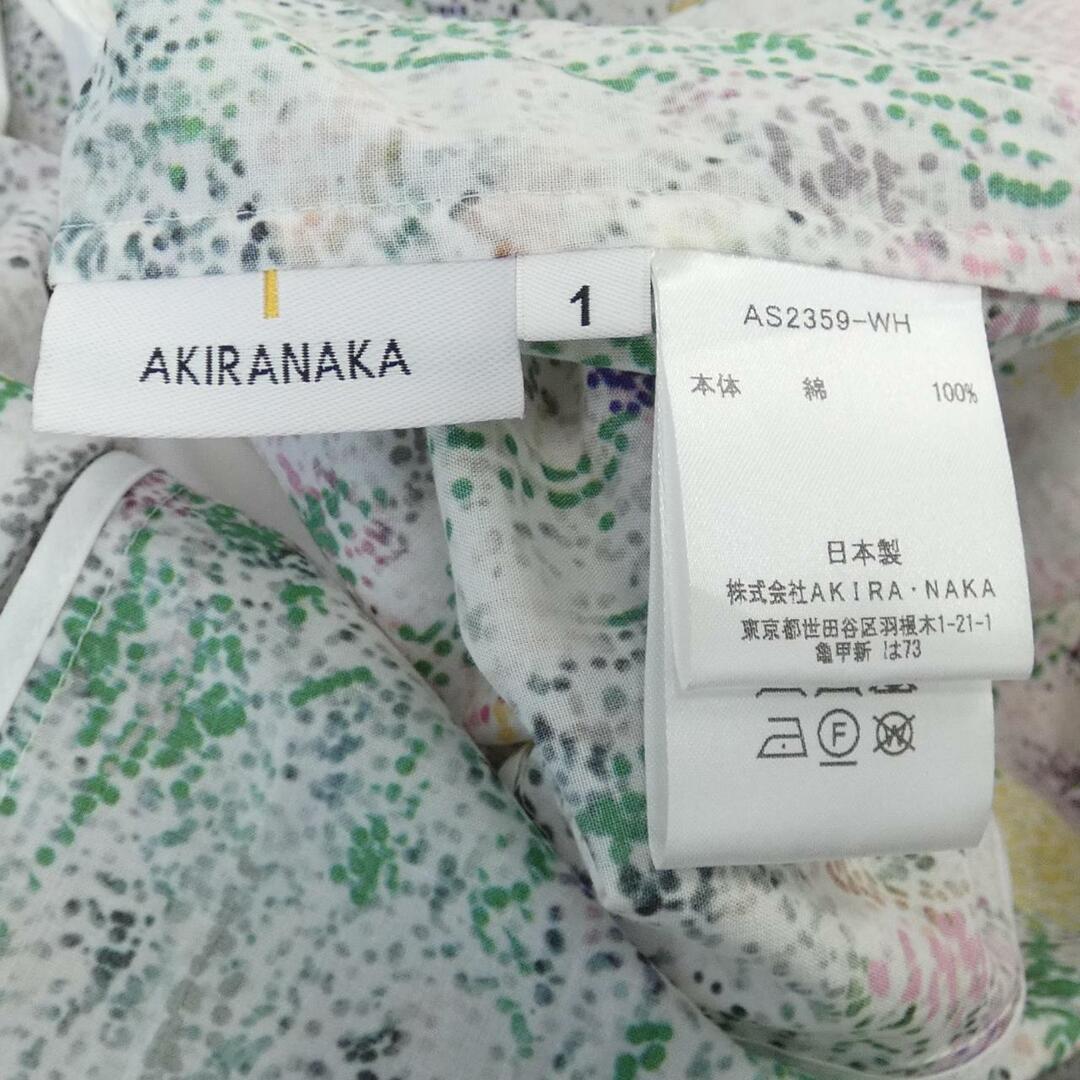 AKIRANAKA
1
AS2359-WH
本体 綿 100%
日本製
株式会社AKIRA・NAKA
東京都世田谷区羽根木1-21-1
亀甲新 は73
F
W